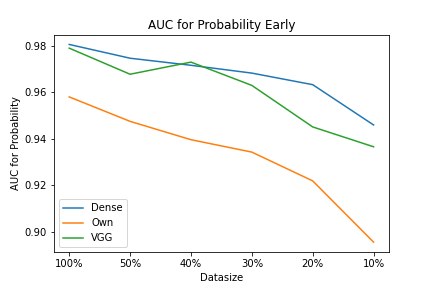 AUC for Probability Early
AUC for Probability
0.98
0.96
0.94
0.92
0.90
Dense
Own
VGG
100% 50% 40% 30% 20% 10%
Datasize